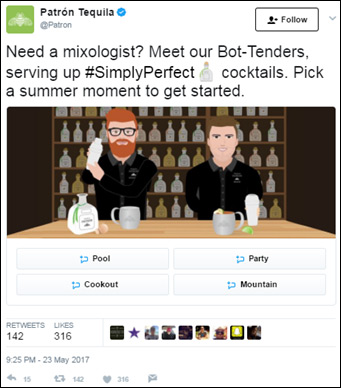 Patrón Tequila
@Patron
Follow
Need a mixologist? Meet our Bot-Tenders,
serving up #SimplyPerfect cocktails. Pick
a summer moment to get started.
Pool
Party
Cookout
Mountain
RETWEETS LIKES
142 316
9:25 PM - 23 May 2017
15 142 316